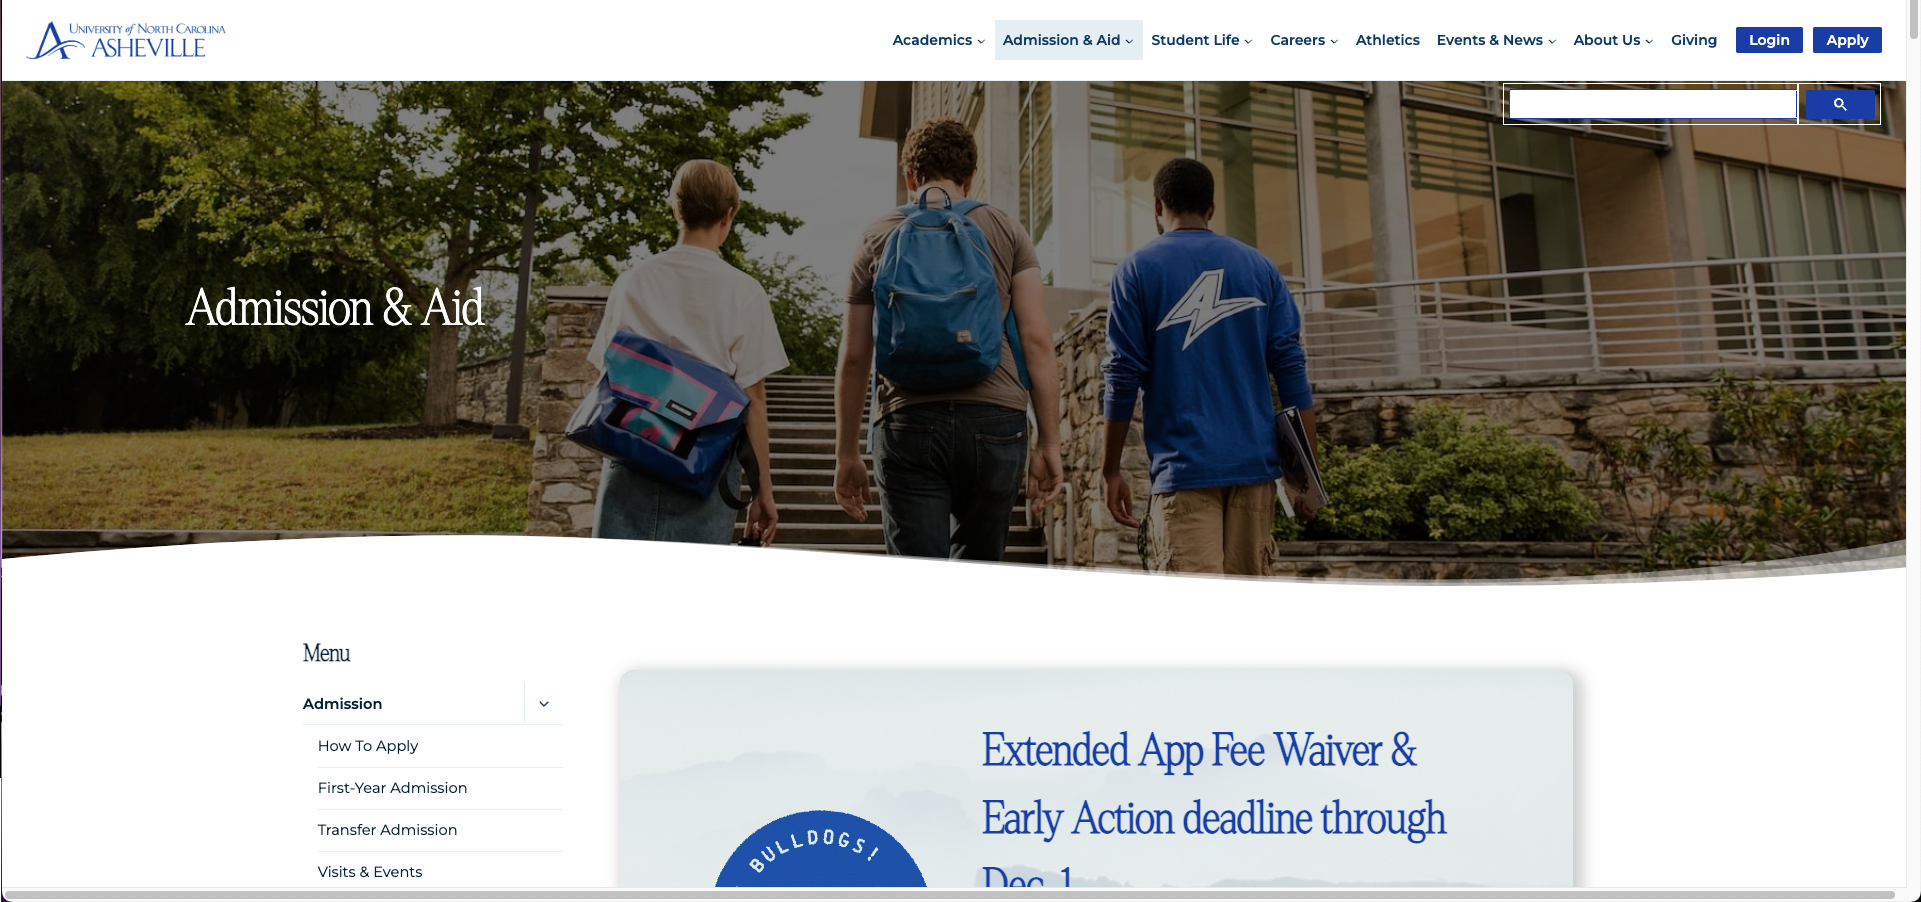 University of North Carolina
Asheville
Academics
Admission & Aid
Student Life
Careers
Athletics
Events & News
About Us
Giving
Login
Apply
Admission & Aid
Menu
Admission
How To Apply
First-Year Admission
Transfer Admission
Visits & Events
BULLDOGS!
Extended App Fee Waiver &
Early Action deadline through
Dec. 1